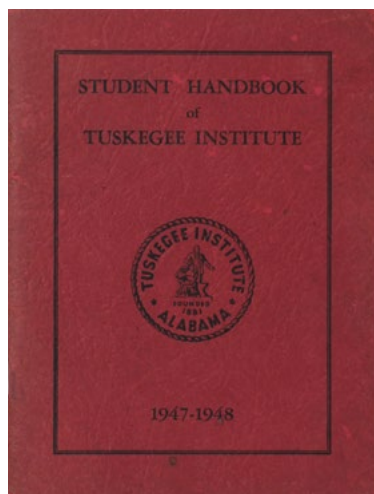 STUDENT HANDBOOK
of
TUSKEGEE INSTITUTE
TUSKEGEE INSTITUTE
FOUNDED
1881
ALABAMA
1947-1948